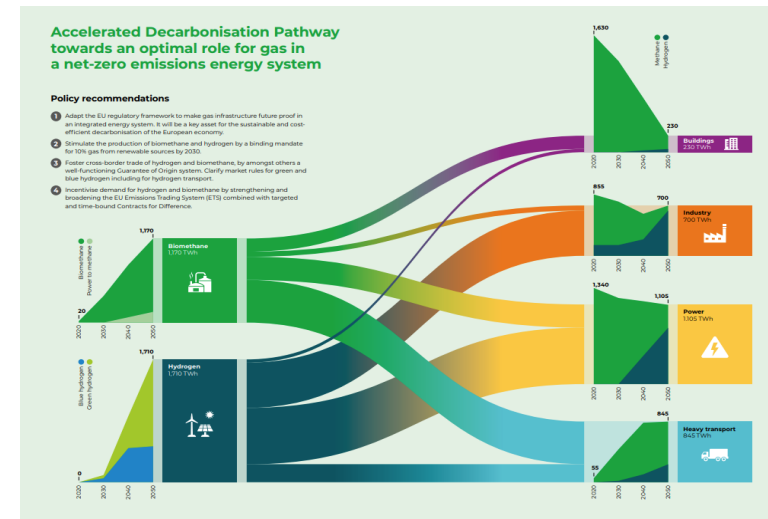 Accelerated Decarbonisation Pathway
towards an optimal role for gas in
a net-zero emissions energy system
Policy recommendations
1 Adapt the EU regulatory framework to make gas infrastructure future proof in
an integrated energy system. It will be a key asset for the sustainable and cost-
efficient decarbonisation of the European economy.
2 Stimulate the production of biomethane and hydrogen by a binding mandate
for 10% gas from renewable sources by 2030.
3 Foster cross-border trade of hydrogen and biomethane, by amongst others a
well-functioning Guarantee of Origin system. Clarify market rules for green and
blue hydrogen including for hydrogen transport.
4 Incentivise demand for hydrogen and biomethane by strengthening and
broadening the EU Emissions Trading System (ETS) combined with targeted
and time-bound Contracts for Difference.
Biomethane
Power to methane
20
1,170
2020
2030
2040
2050
Biomethane
1,170 TWh
Blue hydrogen
Green hydrogen
0
1,710
2020
2030
2040
2050
Hydrogen
1,710 TWh
1,630
Methane
Hydrogen
230
2020
2030
2040
2050
Buildings
230 TWh
855
700
2020
2030
2040
2050
Industry
700 TWh
1,340
1,105
2020
2030
2040
2050
Power
1,105 TWh
55
845
2020
2030
2040
2050
Heavy transport
845 TWh